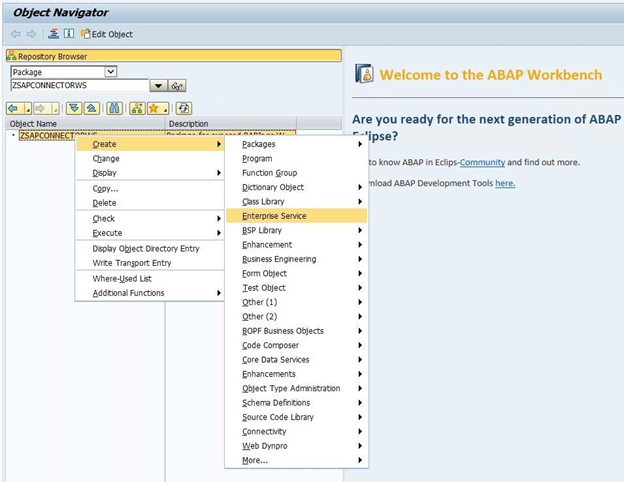 Object Navigator
Edit Object
Repository Browser
Package
ZSAPCONNECTORWS
Object Name
Description
ZSAPCONNECTORWS
Create
Change
Display
Copy...
Delete
Check
Execute
Display Object Directory Entry
Write Transport Entry
Where-Used List
Additional Functions
Packages
Program
Function Group
Dictionary Object
Class Library
Enterprise Service
BSP Library
Enhancement
Business Engineering
Form Object
Test Object
Other (1)
Other (2)
BOPF Business Objects
Code Composer
Core Data Services
Enhancements
Object Type Administration
Schema Definitions
Source Code Library
Connectivity
Web Dynpro
More...
Welcome to the ABAP Workbench
Are you ready for the next generation of ABAP
clipse?
to know ABAP in Eclips-Community and find out more.
nload ABAP Development Tools here.